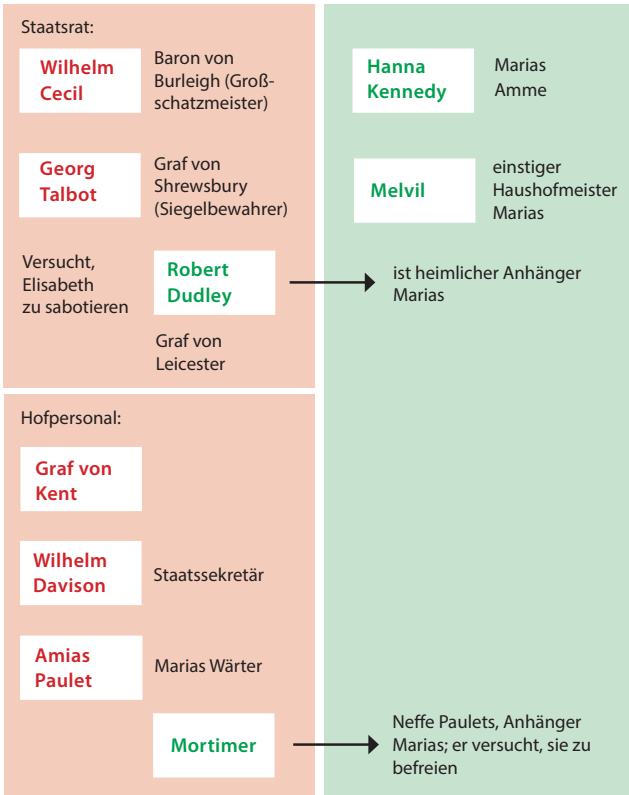 Staatsrat:
Wilhelm
Cecil
Baron von
Burleigh (Groß-
schatzmeister)
Georg
Talbot
Graf von
Shrewsbury
(Siegelbewahrer)
Versucht,
Elisabeth
zu sabotieren
Robert
Dudley
Graf von
Leicester
Hanna
Kennedy
Marias
Amme
Melvil
einstiger
Haushofmeister
Marias
ist heimlicher Anhänger
Marias
Hofpersonal:
Graf von
Kent
Wilhelm
Davison
Staatssekretär
Amias
Paulet
Marias Wärter
Mortimer
Neffe Paulets, Anhänger
Marias; er versucht, sie zu
befreien